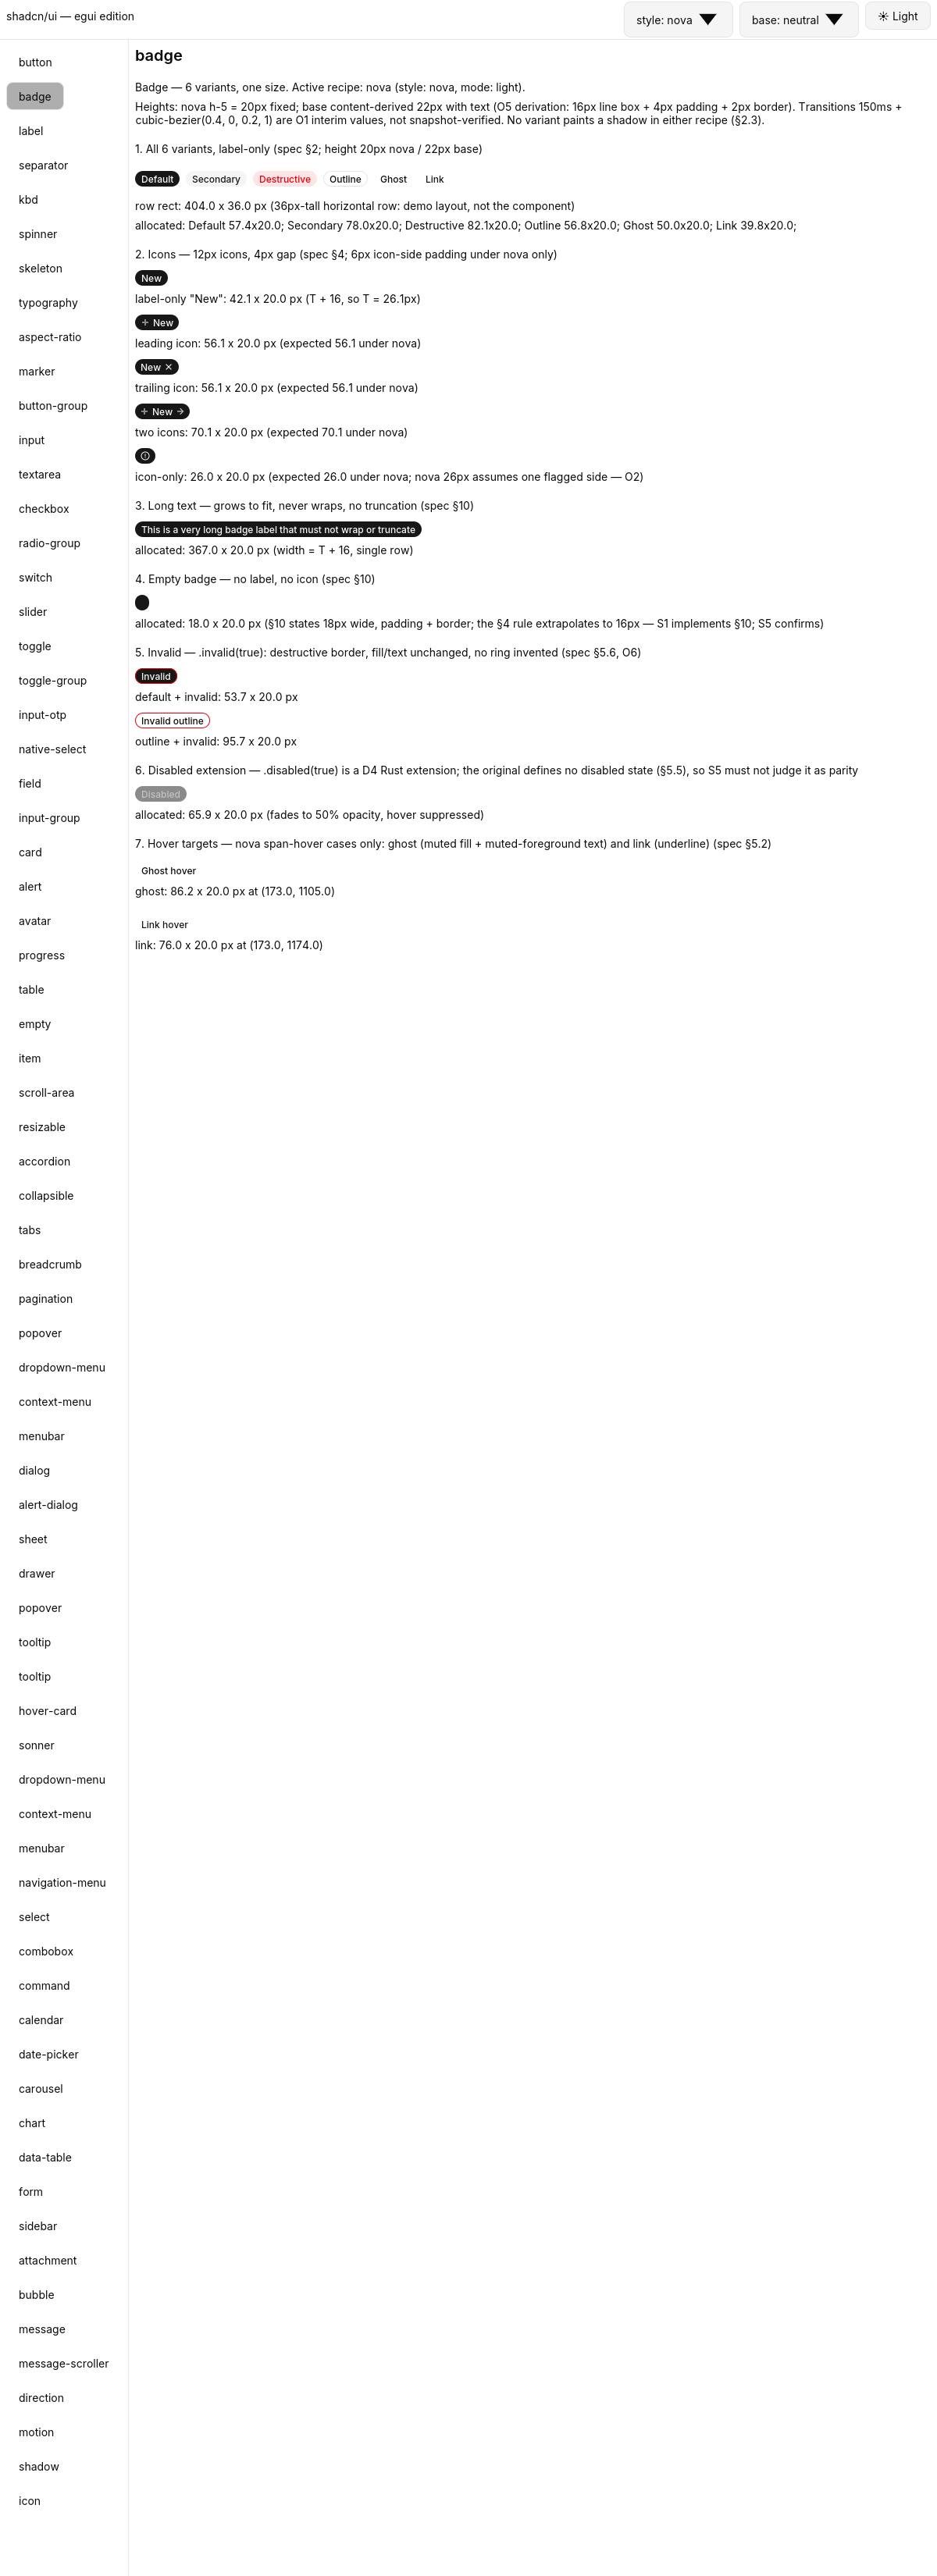 shadcn/ui — egui edition
style: nova
base: neutral
☀ Light
button
badge
label
separator
kbd
spinner
skeleton
typography
aspect-ratio
marker
button-group
input
textarea
checkbox
radio-group
switch
slider
toggle
toggle-group
input-otp
native-select
field
input-group
card
alert
avatar
progress
table
empty
item
scroll-area
resizable
accordion
collapsible
tabs
breadcrumb
pagination
popover
dropdown-menu
context-menu
menubar
dialog
alert-dialog
sheet
drawer
popover
tooltip
tooltip
hover-card
sonner
dropdown-menu
context-menu
menubar
navigation-menu
select
combobox
command
calendar
date-picker
carousel
chart
data-table
form
sidebar
attachment
bubble
message
message-scroller
direction
motion
shadow
icon
badge
Badge — 6 variants, one size. Active recipe: nova (style: nova, mode: light).
Heights: nova h-5 = 20px fixed; base content-derived 22px with text (O5 derivation: 16px line box + 4px padding + 2px border). Transitions 150ms +
cubic-bezier(0.4, 0, 0.2, 1) are O1 interim values, not snapshot-verified. No variant paints a shadow in either recipe (§2.3).
1. All 6 variants, label-only (spec §2; height 20px nova / 22px base)
Default Secondary Destructive Outline Ghost Link
row rect: 404.0 x 36.0 px (36px-tall horizontal row: demo layout, not the component)
allocated: Default 57.4x20.0; Secondary 78.0x20.0; Destructive 82.1x20.0; Outline 56.8x20.0; Ghost 50.0x20.0; Link 39.8x20.0;
2. Icons — 12px icons, 4px gap (spec §4; 6px icon-side padding under nova only)
New
label-only "New": 42.1 x 20.0 px (T + 16, so T = 26.1px)
New
leading icon: 56.1 x 20.0 px (expected 56.1 under nova)
New
trailing icon: 56.1 x 20.0 px (expected 56.1 under nova)
New
two icons: 70.1 x 20.0 px (expected 70.1 under nova)
icon-only: 26.0 x 20.0 px (expected 26.0 under nova; nova 26px assumes one flagged side — O2)
3. Long text — grows to fit, never wraps, no truncation (spec §10)
This is a very long badge label that must not wrap or truncate
allocated: 367.0 x 20.0 px (width = T + 16, single row)
4. Empty badge — no label, no icon (spec §10)
allocated: 18.0 x 20.0 px (§10 states 18px wide, padding + border; the §4 rule extrapolates to 16px — S1 implements §10; S5 confirms)
5. Invalid — .invalid(true): destructive border, fill/text unchanged, no ring invented (spec §5.6, O6)
Invalid
default + invalid: 53.7 x 20.0 px
Invalid outline
outline + invalid: 95.7 x 20.0 px
6. Disabled extension — .disabled(true) is a D4 Rust extension; the original defines no disabled state (§5.5), so S5 must not judge it as parity
Disabled
allocated: 65.9 x 20.0 px (fades to 50% opacity, hover suppressed)
7. Hover targets — nova span-hover cases only: ghost (muted fill + muted-foreground text) and link (underline) (spec §5.2)
Ghost hover
ghost: 86.2 x 20.0 px at (173.0, 1105.0)
Link hover
link: 76.0 x 20.0 px at (173.0, 1174.0)